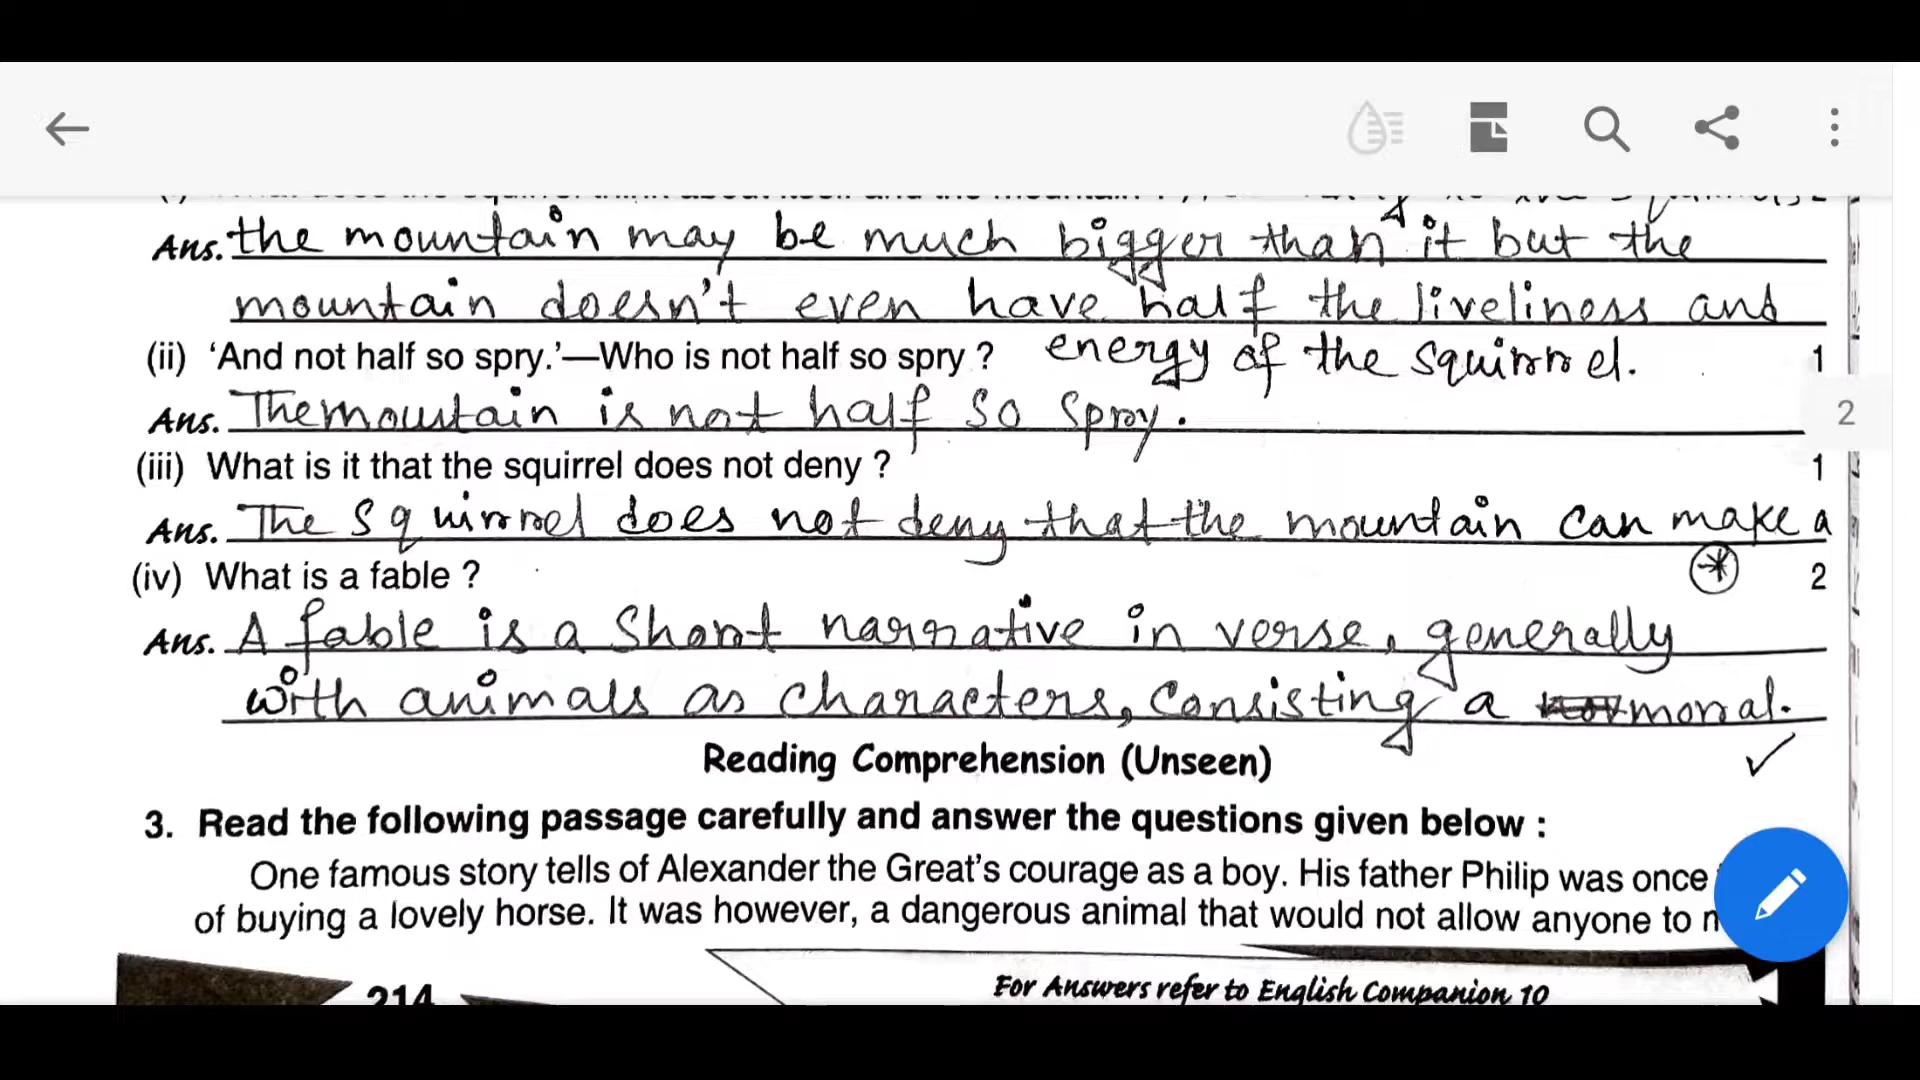 Ans. the mountain may be much bigger than it but the
mountain doesn't even have half the liveliness and
(ii) 'And not half so spry.'—Who is not half so spry ? energy of the squirrel. 1
Ans. The mountain is not half so spry.
2
(iii) What is it that the squirrel does not deny ? 1
Ans. The squirrel does not deny that the mountain can make a
(iv) What is a fable ? * 2
Ans. A fable is a short narrative in verse, generally
with animals as characters, consisting a moral.
Reading Comprehension (Unseen)
3. Read the following passage carefully and answer the questions given below :
One famous story tells of Alexander the Great's courage as a boy. His father Philip was once
of buying a lovely horse. It was however, a dangerous animal that would not allow anyone to
214
For Answers refer to English Companion 10